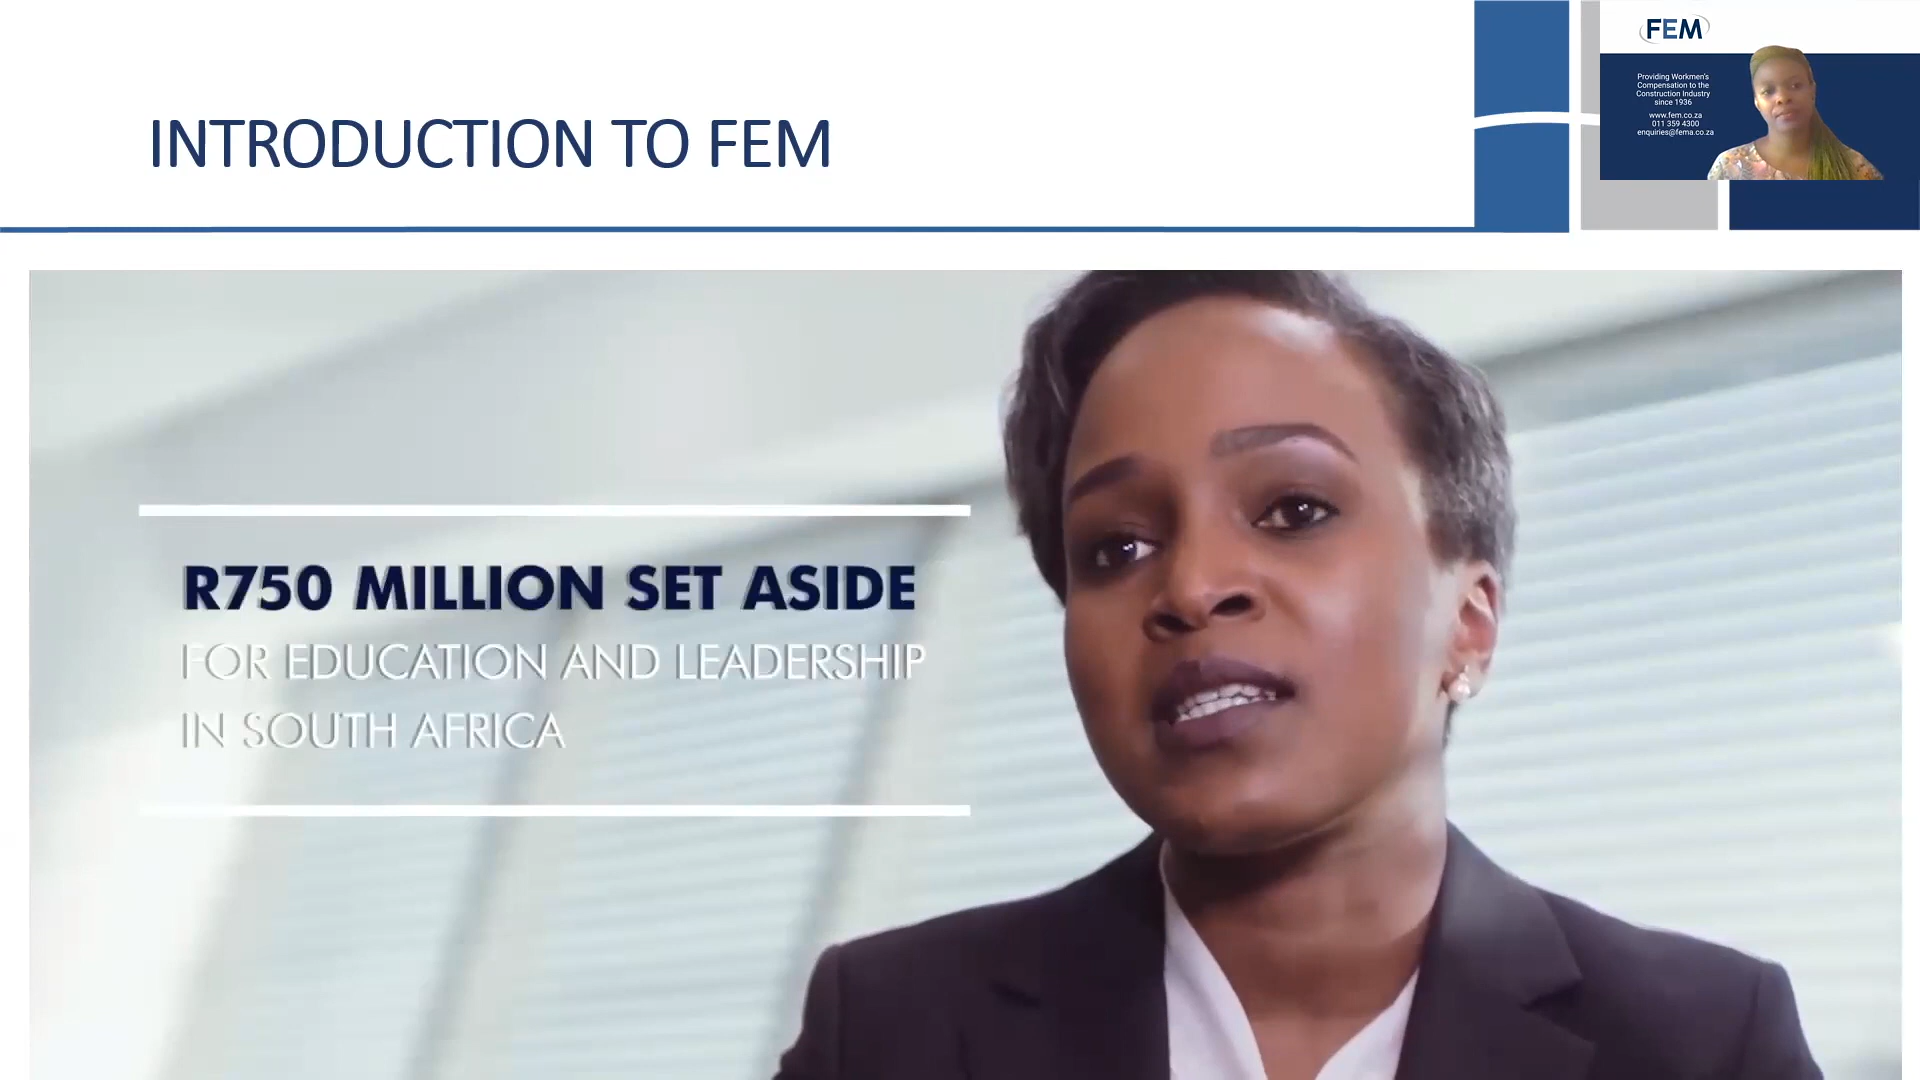 INTRODUCTION TO FEM
FEM
Providing Workmen's
Compensation to the
Construction Industry
since 1936
www.fem.co.za
011 359 4300
enquiries@fema.co.za
R750 MILLION SET ASIDE
FOR EDUCATION AND LEADERSHIP
IN SOUTH AFRICA